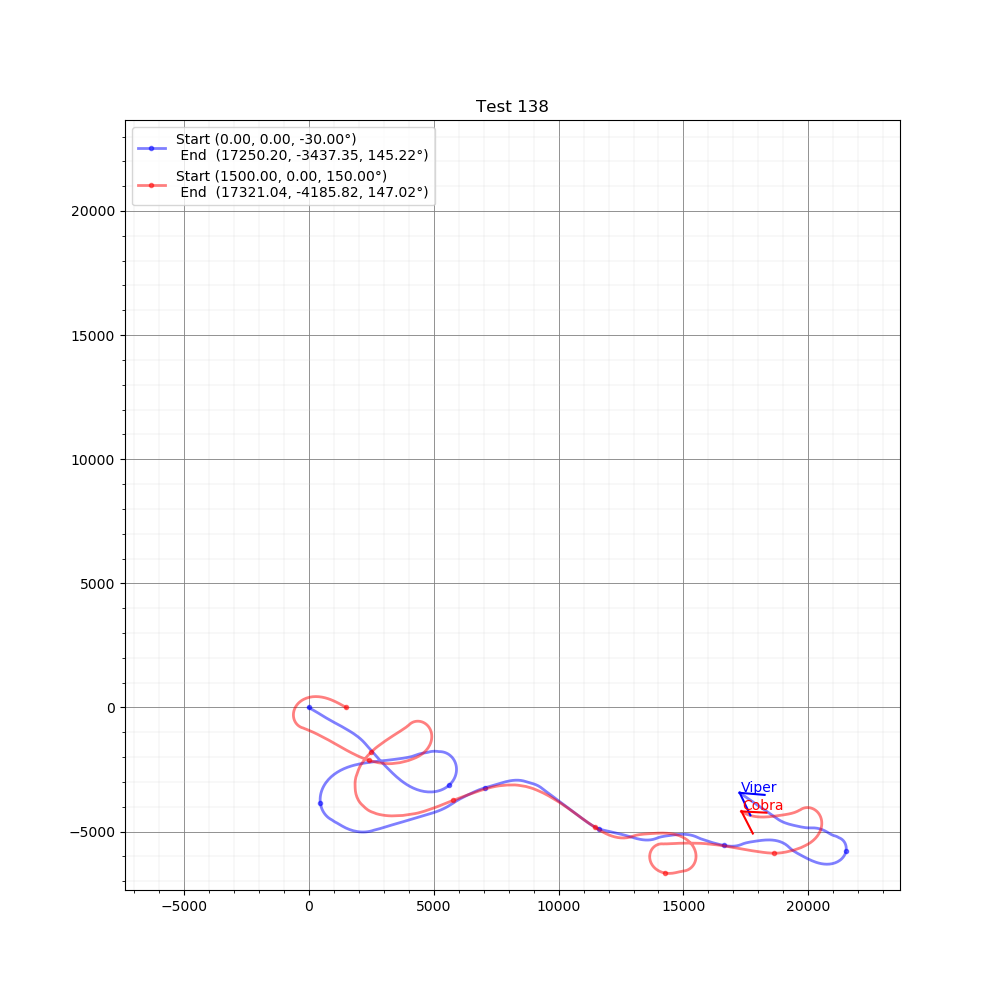 Test 138
Start (0.00, 0.00, -30.00°)
End  (17250.20, -3437.35, 145.22°)
Start (1500.00, 0.00, 150.00°)
End  (17321.04, -4185.82, 147.02°)
20000
15000
10000
5000
0
−5000
Viper
Cobra
−5000
0
5000
10000
15000
20000